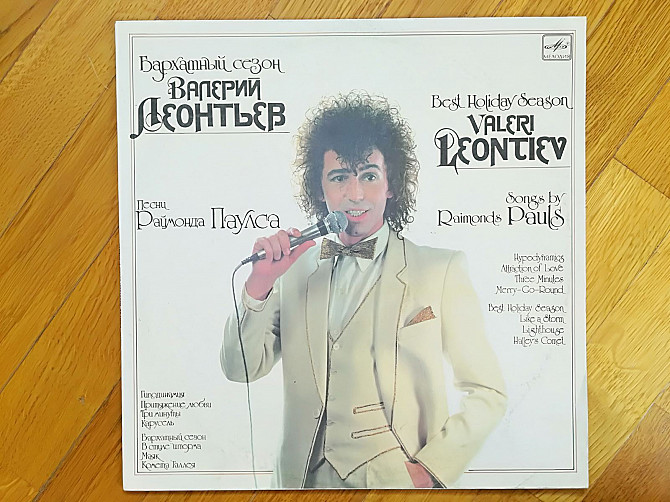 Бархатный сезон
ВАЛЕРИЙ
ЛЕОНТЬЕВ
Песни
Раймонда Паулса
Гиподинамия
Притяжение любви
Три минуты
Карусель
Бархатный сезон
В стиле шторма
Маяк
Комета Галлея
МЕЛОДИЯ
Best Holiday Season
VALERI
LEONTIEV
Songs by
Raimonds Pauls
Hypodynamics
Attraction of Love
Three Minutes
Merry-Go-Round
Best Holiday Season
Like a Storm
Lighthouse
Halley's Comet